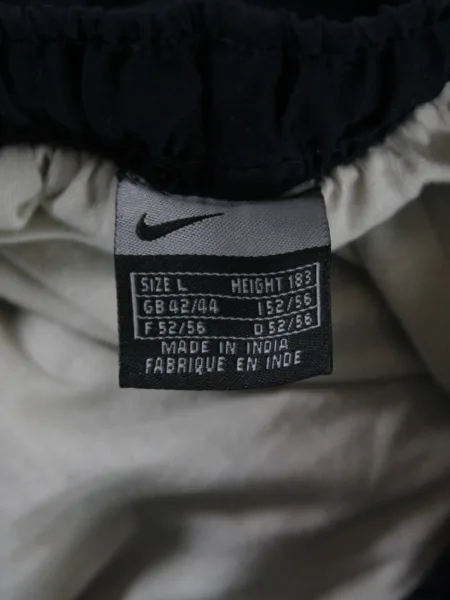 SIZE L HEIGHT 183
GB 42/44 I 52/56
F 52/56 D 52/56
MADE IN INDIA
FABRIQUE EN INDE